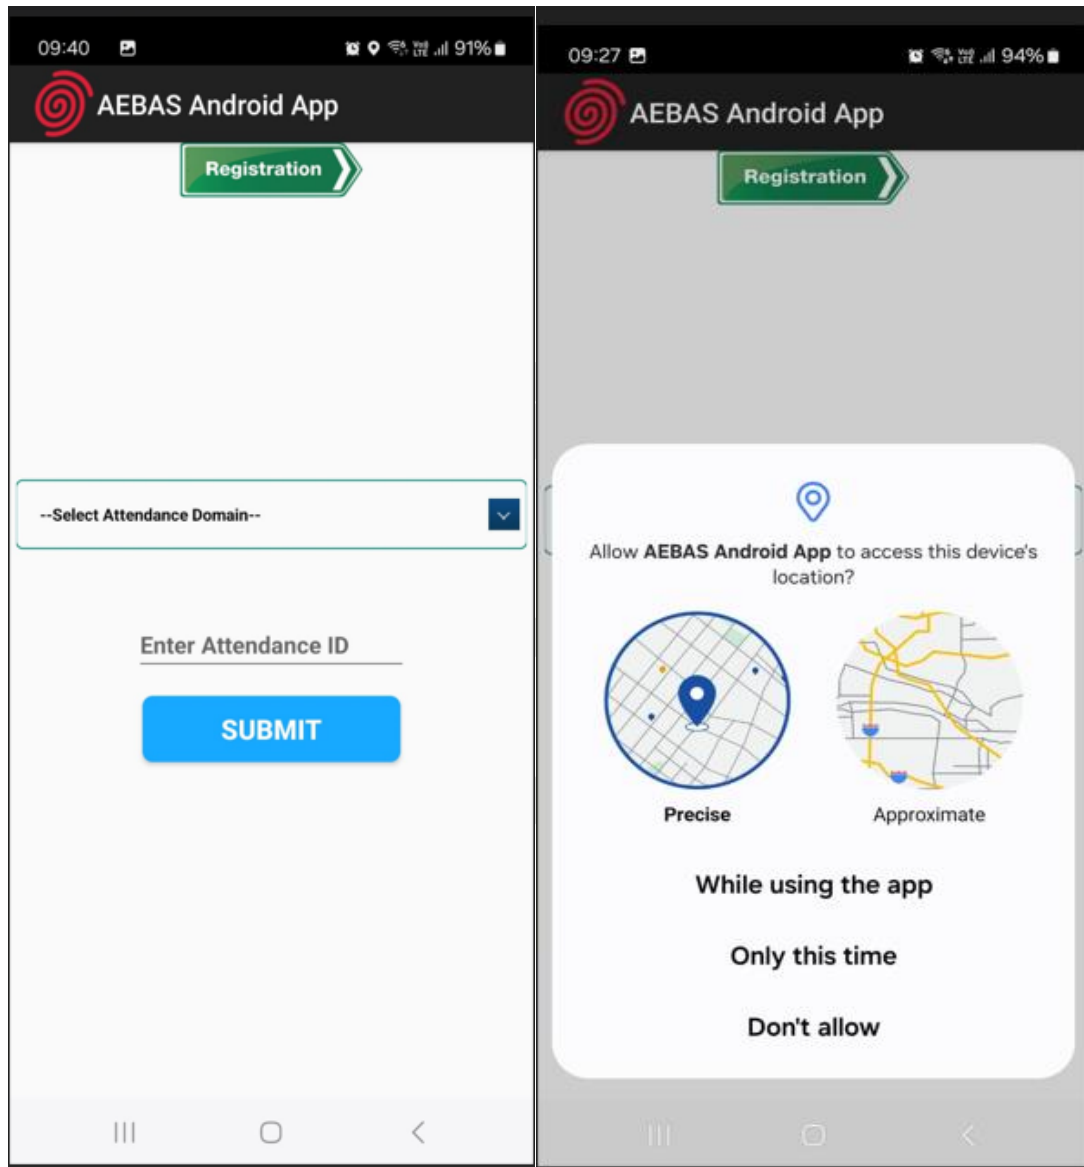 09:40
91%
AEBAS Android App
Registration
--Select Attendance Domain--
Enter Attendance ID
SUBMIT
09:27
94%
AEBAS Android App
Registration
Allow AEBAS Android App to access this device's
location?
Precise
Approximate
While using the app
Only this time
Don't allow